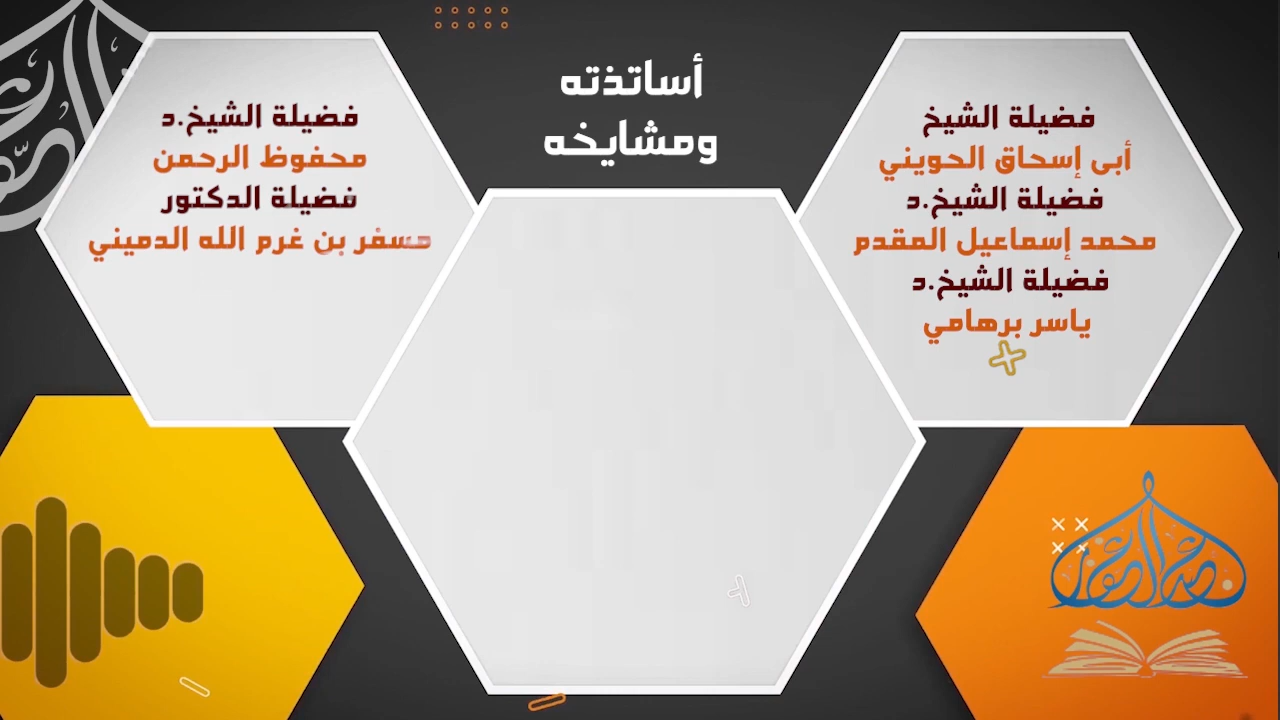 أساتذته
ومشايخه
فضيلة الشيخ
أبى إسحاق الحويني
فضيلة الشيخ.د
محمد إسماعيل المقدم
فضيلة الشيخ.د
ياسر برهامي
فضيلة الشيخ.د
محفوظ الرحمن
فضيلة الدكتور
مسفر بن غرم الله الدميني